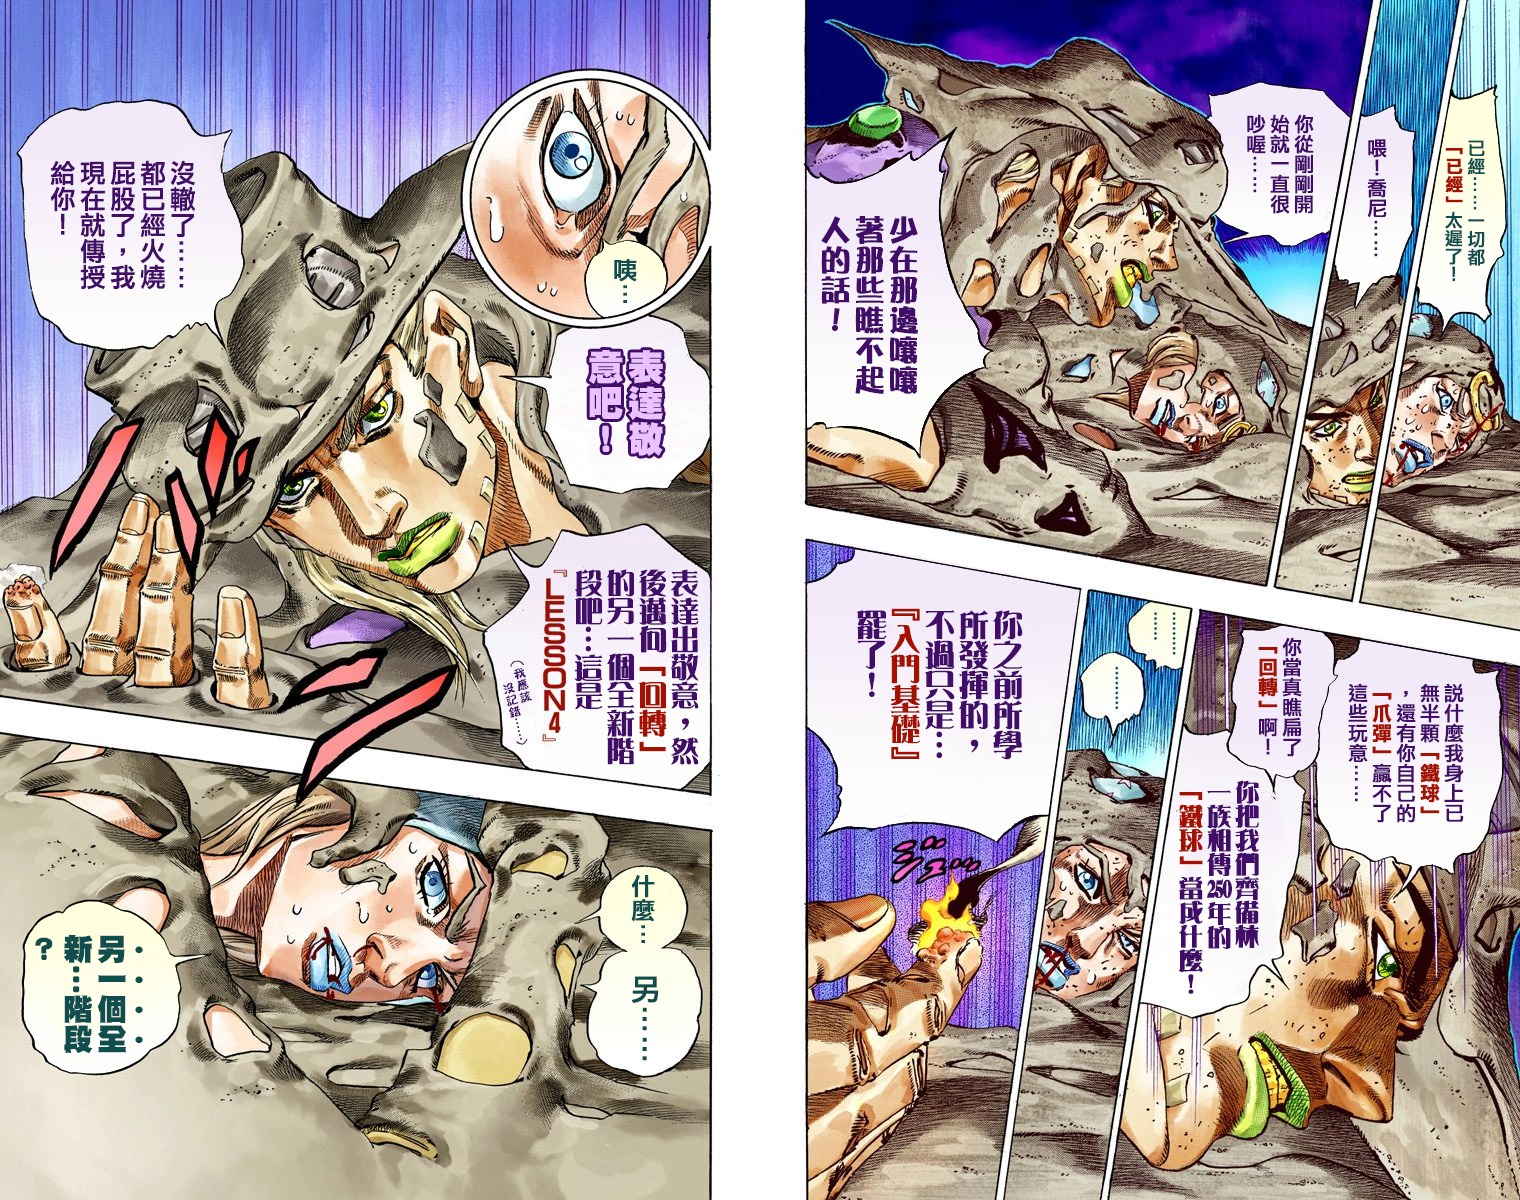 已經……一切都
「已經」太遲了！
喂！喬尼……
你從剛剛開
始就一直很
吵喔……
少在那邊嚷嚷
著那些瞧不起
人的話！
説什麼我身上已
無半顆「鐵球」
，還有你自己的
「爪彈」贏不了
這些玩意……
你當真瞧扁了
「回轉」啊！
你把我們齊備林
一族相傳250年的
「鐵球」當成什麼！
………
……
你之前所學
所發揮的，
不過只是…
『入門基礎』
罷了！
咦…
沒轍了……
都已經火燒
屁股了，我
現在就傳授
給你！
表達敬
意吧！
表達出敬意，然
後邁向「回轉」
的另一個全新階
段吧…這是
『LESSON4』
（我應該
沒記錯……）
什麼…
另……
另一個全
新…階段
？